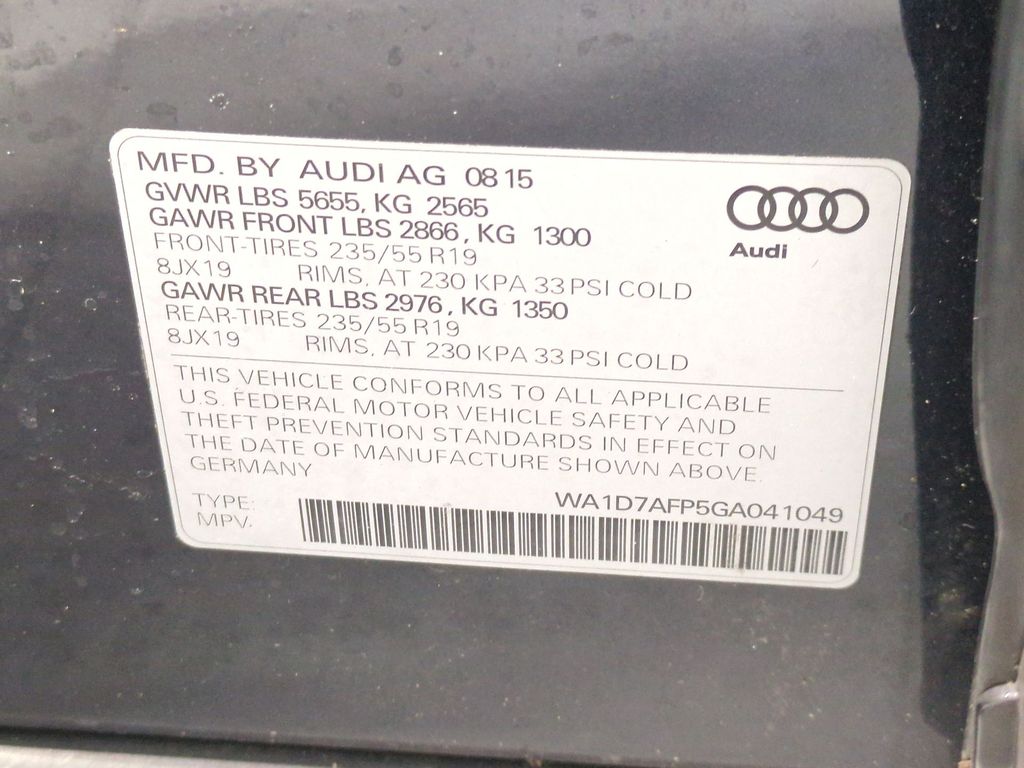 MFD. BY AUDI AG 08 15
GVWR LBS 5655, KG 2565
GAWR FRONT LBS 2866, KG 1300
FRONT-TIRES 235/55 R19
8JX19 RIMS, AT 230 KPA 33 PSI COLD
GAWR REAR LBS 2976, KG 1350
REAR-TIRES 235/55 R19
8JX19 RIMS, AT 230 KPA 33 PSI COLD
Audi
THIS VEHICLE CONFORMS TO ALL APPLICABLE
U.S. FEDERAL MOTOR VEHICLE SAFETY AND
THEFT PREVENTION STANDARDS IN EFFECT ON
THE DATE OF MANUFACTURE SHOWN ABOVE.
GERMANY
WA1D7AFP5GA041049
TYPE:
MPV.